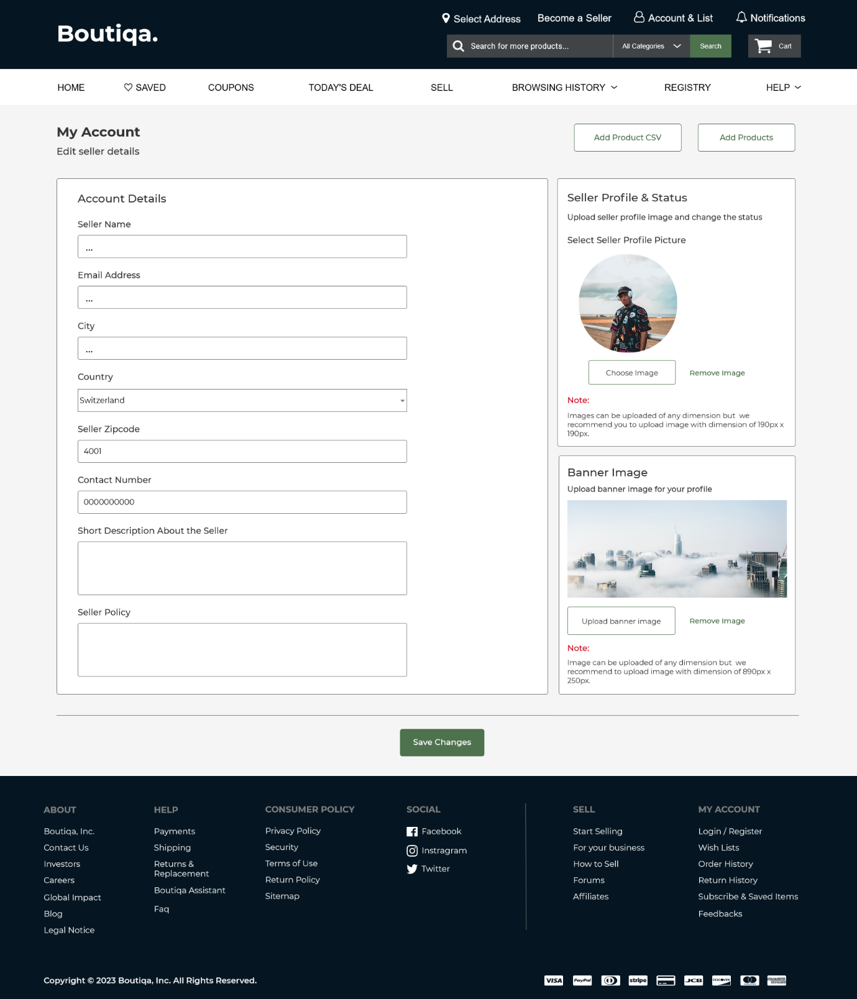 Boutiqa.
Select Address
Become a Seller
Account & List
Notifications
Search for more products...
All Categories
Search
Cart
HOME
SAVED
COUPONS
TODAY'S DEAL
SELL
BROWSING HISTORY
REGISTRY
HELP
My Account
Edit seller details
Add Product CSV
Add Products
Account Details
Seller Name
...
Email Address
...
City
...
Country
Switzerland
Seller Zipcode
4001
Contact Number
0000000000
Short Description About the Seller
Seller Policy
Seller Profile & Status
Upload seller profile image and change the status
Select Seller Profile Picture
Choose Image
Remove Image
Note:
Images can be uploaded of any dimension but we
recommend you to upload image with dimension of 190px x
190px.
Banner Image
Upload banner image for your profile
Upload banner image
Remove Image
Note:
Image can be uploaded of any dimension but we
recommend to upload image with dimension of 890px x
250px.
Save Changes
ABOUT
Boutiqa, Inc.
Contact Us
Investors
Careers
Global Impact
Blog
Legal Notice
HELP
Payments
Shipping
Returns &
Replacement
Boutiqa Assistant
Faq
CONSUMER POLICY
Privacy Policy
Security
Terms of Use
Return Policy
Sitemap
SOCIAL
Facebook
Instragram
Twitter
SELL
Start Selling
For your business
How to Sell
Forums
Affiliates
MY ACCOUNT
Login / Register
Wish Lists
Order History
Return History
Subscribe & Saved Items
Feedbacks
Copyright © 2023 Boutiqa, Inc. All Rights Reserved.
VISA
PayPal
stripe
JCB
DISCOVER